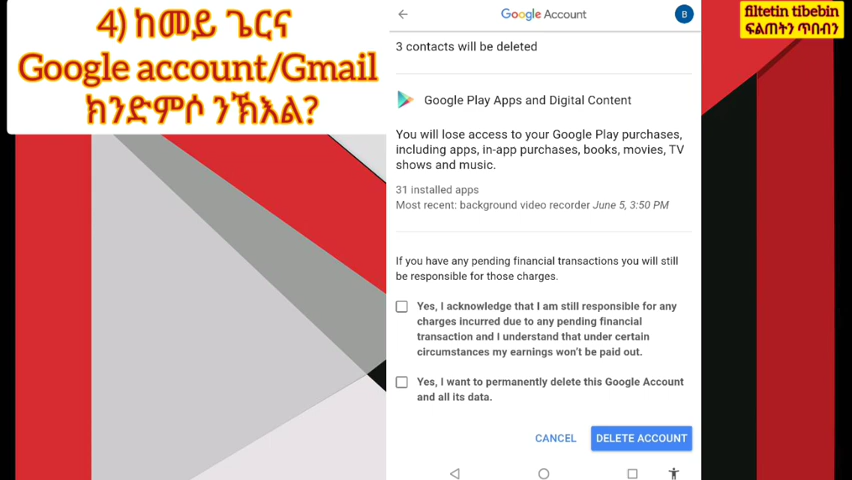 4) ከመይ ጌርና
Google account/Gmail
ክንድምሶ ንኽእል?
Google Account
B
filtetin tibebin
ፍልጠትን ጥበብን
3 contacts will be deleted
Google Play Apps and Digital Content
You will lose access to your Google Play purchases,
including apps, in-app purchases, books, movies, TV
shows and music.
31 installed apps
Most recent: background video recorder June 5, 3:50 PM
If you have any pending financial transactions you will still
be responsible for those charges.
Yes, I acknowledge that I am still responsible for any
charges incurred due to any pending financial
transaction and I understand that under certain
circumstances my earnings won't be paid out.
Yes, I want to permanently delete this Google Account
and all its data.
CANCEL
DELETE ACCOUNT